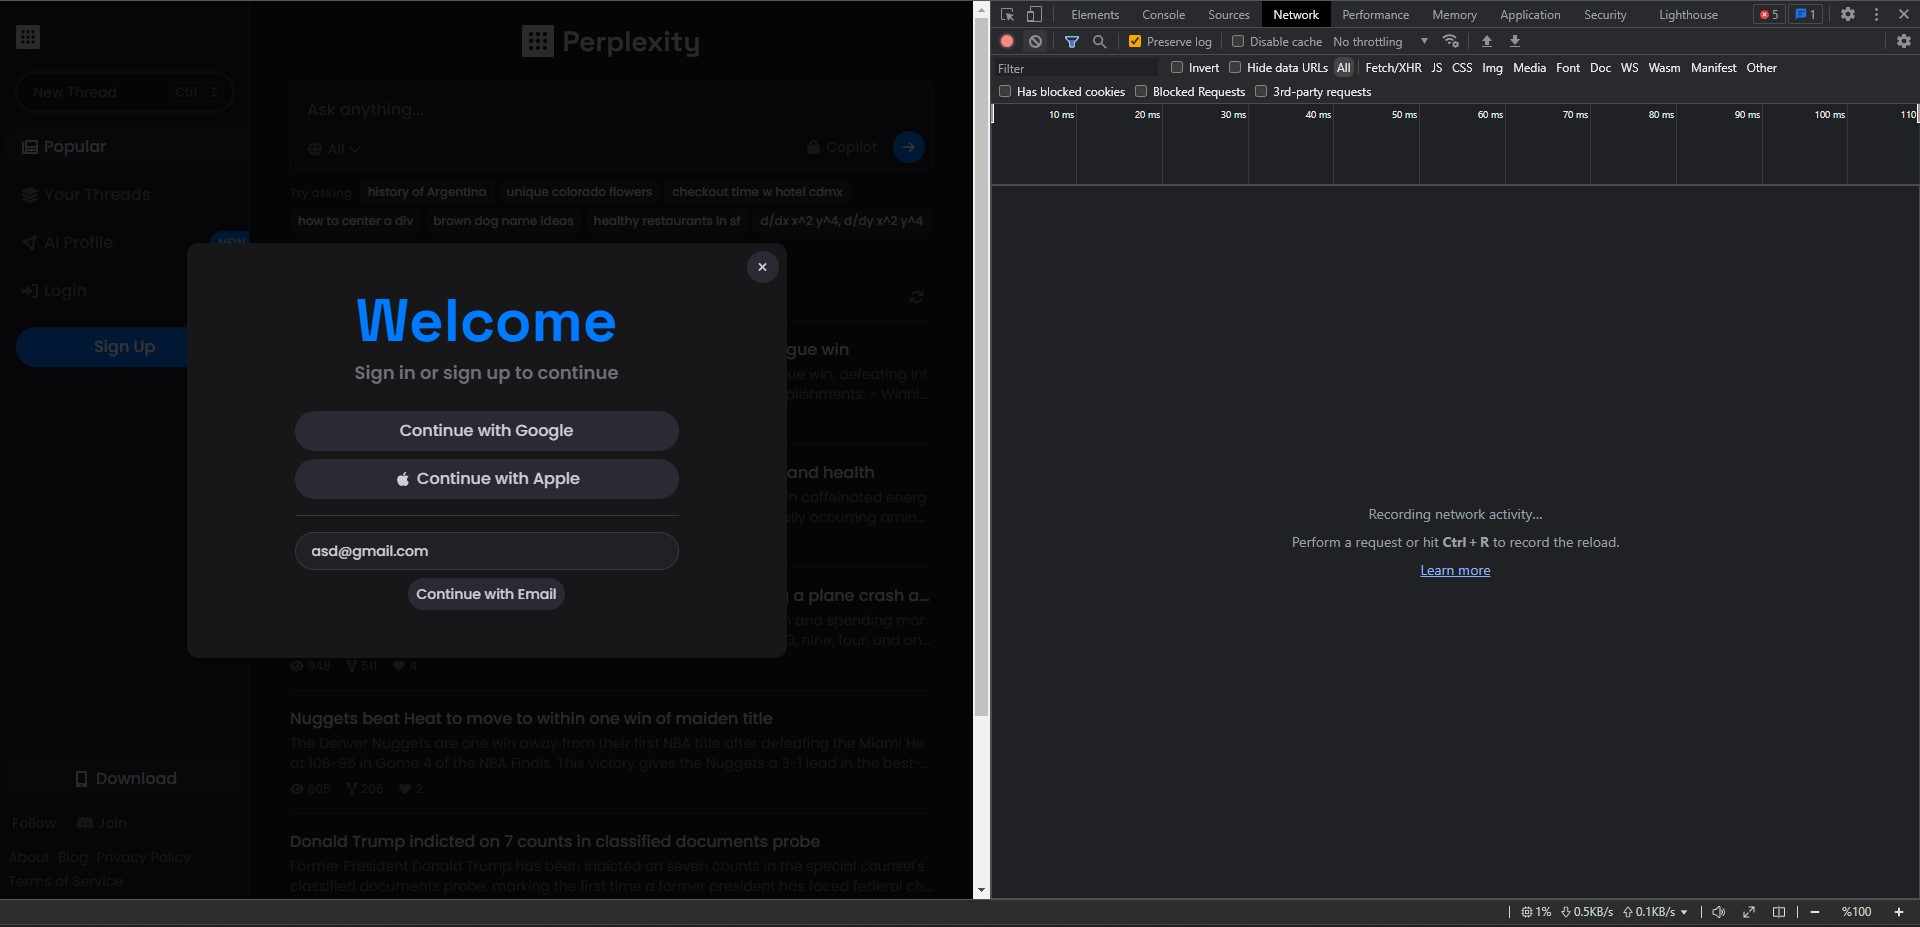 Perplexity
New Thread
Ctrl
I
Popular
Your Threads
AI Profile
NEW
Login
Sign Up
Download
Follow
Join
About Blog Privacy Policy
Terms of Service
Ask anything...
All
Copilot
Try asking
history of Argentina
unique colorado flowers
checkout time w hotel cdmx
how to center a div
brown dog name ideas
healthy restaurants in sf
d/dx x^2 y^4, d/dy x^2 y^4
Welcome
Sign in or sign up to continue
Continue with Google
Continue with Apple
asd@gmail.com
Continue with Email
gue win
ue win, defeating Int
plishments: - Winni...
and health
n caffeinated energ
lly occurring amin...
a plane crash a...
and spending mor
3, nine, four, and on...
948 511 4
Nuggets beat Heat to move to within one win of maiden title
The Denver Nuggets are one win away from their first NBA title after defeating the Miami He
at 108-95 in Game 4 of the NBA Finals. This victory gives the Nuggets a 3-1 lead in the best-...
605 206 2
Donald Trump indicted on 7 counts in classified documents probe
Former President Donald Trump has been indicted on seven counts in the special counsel's
classified documents probe, marking the first time a former president has faced federal ch...
Elements Console Sources Network Performance Memory Application Security Lighthouse 5 1
Preserve log Disable cache No throttling
Filter Invert Hide data URLs All Fetch/XHR JS CSS Img Media Font Doc WS Wasm Manifest Other
Has blocked cookies Blocked Requests 3rd-party requests
10 ms 20 ms 30 ms 40 ms 50 ms 60 ms 70 ms 80 ms 90 ms 100 ms 110
Recording network activity...
Perform a request or hit Ctrl + R to record the reload.
Learn more
1% 0.5KB/s 0.1KB/s %100